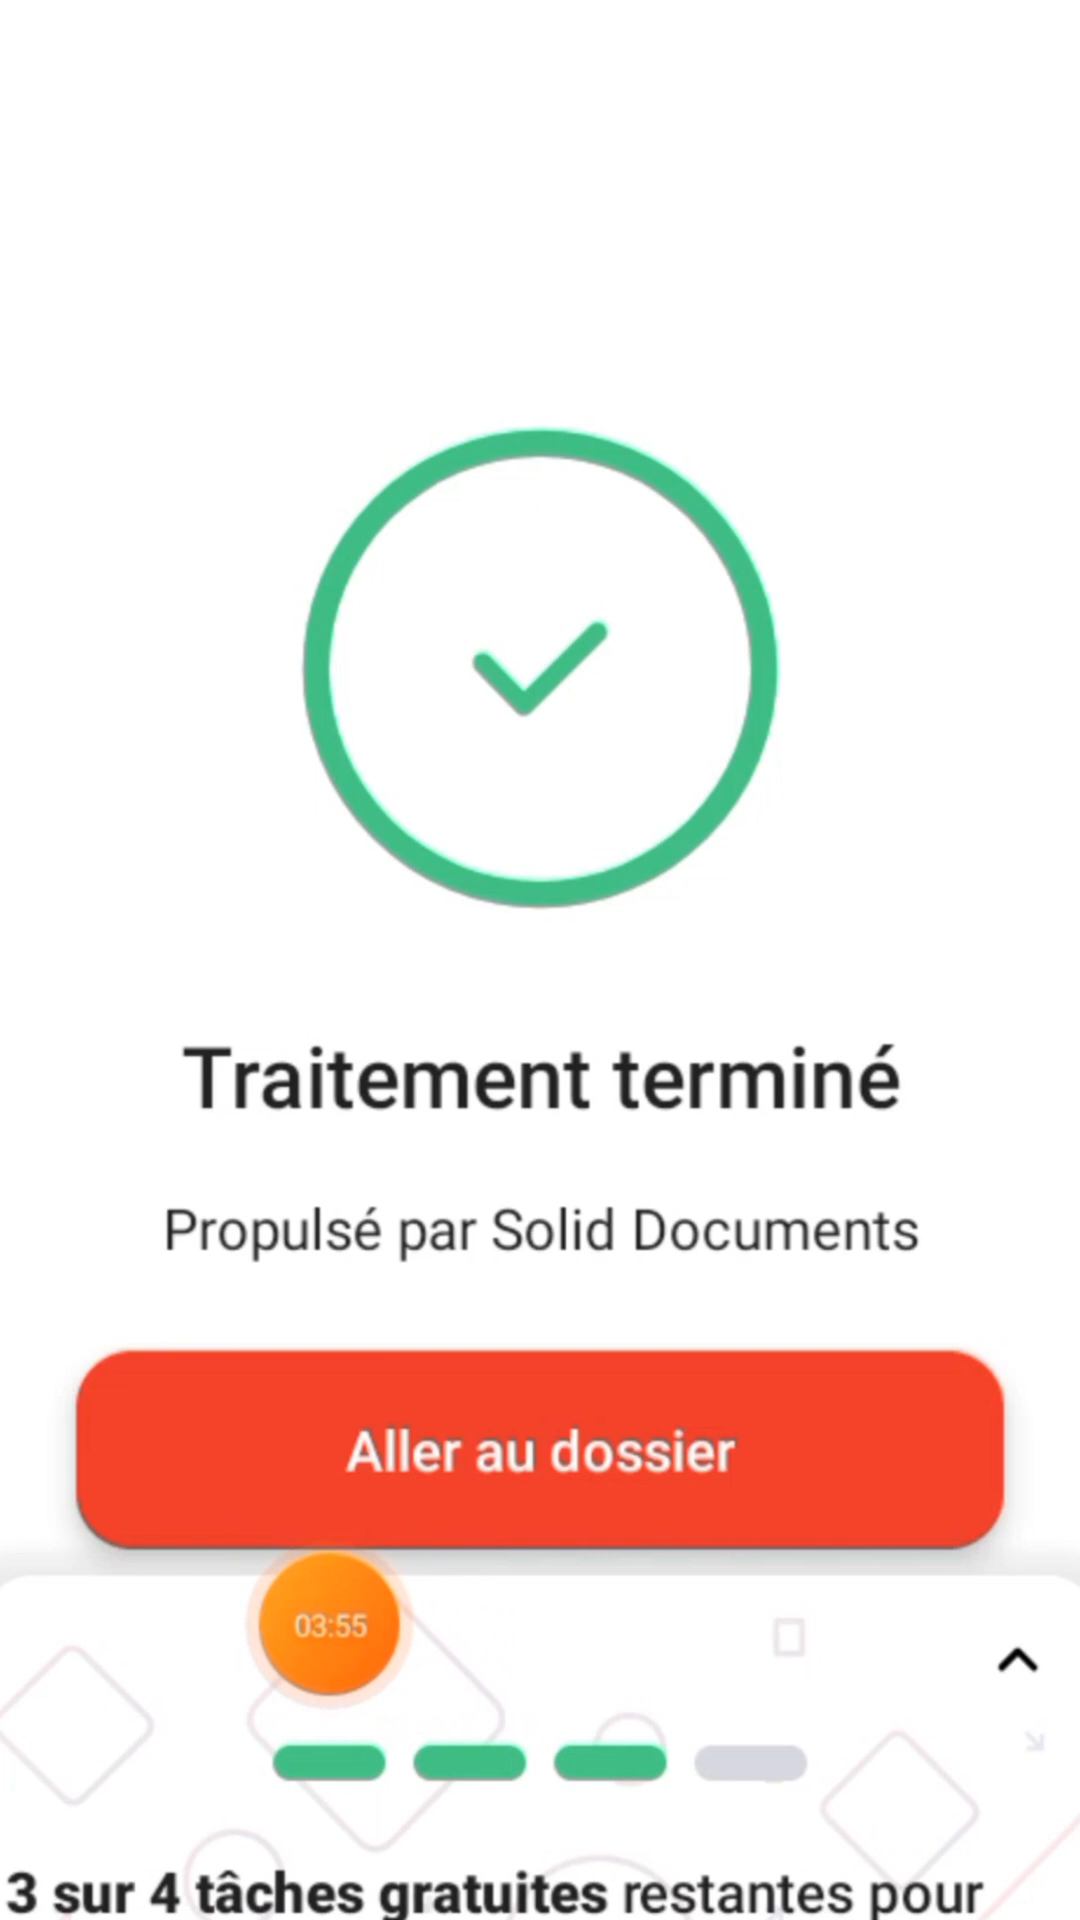 Traitement terminé
Propulsé par Solid Documents
Aller au dossier
03:55
3 sur 4 tâches gratuites restantes pour